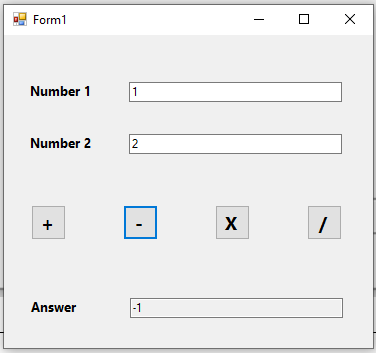 Form1
Number 1 1
Number 2 2
+ - X /
Answer -1